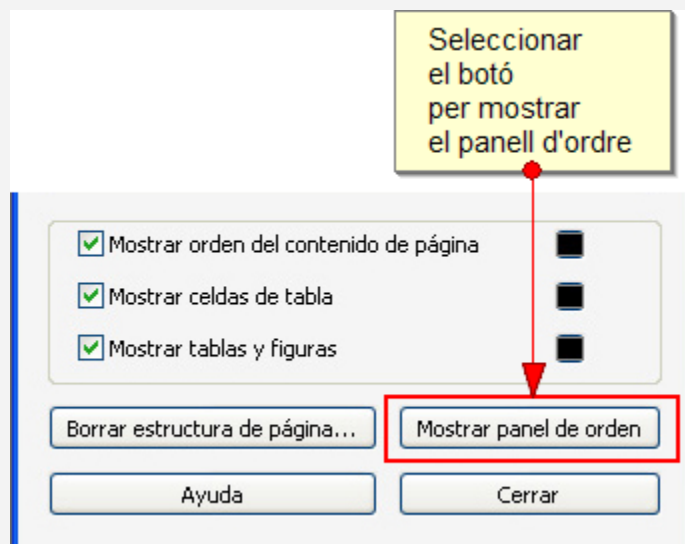 Seleccionar
el botó
per mostrar
el panell d'ordre
Mostrar orden del contenido de página
Mostrar celdas de tabla
Mostrar tablas y figuras
Borrar estructura de página...
Mostrar panel de orden
Ayuda
Cerrar